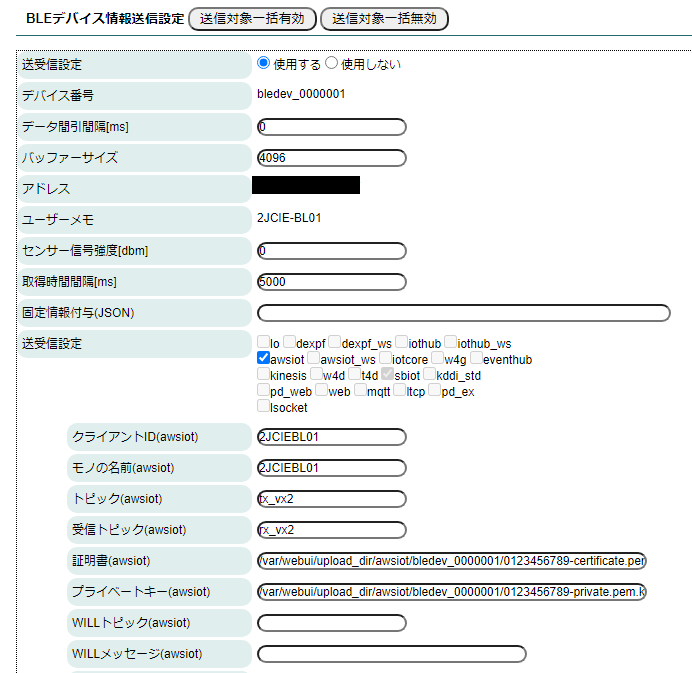 BLEデバイス情報送信設定 送信対象一括有効 送信対象一括無効
送受信設定 使用する 使用しない
デバイス番号 bledev_0000001
データ間引間隔[ms] 0
バッファーサイズ 4096
アドレス
ユーザーメモ 2JCIE-BL01
センサー信号強度[dbm] 0
取得時間間隔[ms] 5000
固定情報付与(JSON)
送受信設定 lo dexpf dexpf_ws iothub iothub_ws
awsiot awsiot_ws iotcore w4g eventhub
kinesis w4d t4d sbiot kddi_std
pd_web web mqtt ltcp pd_ex
lsocket
クライアントID(awsiot) 2JCIEBL01
モノの名前(awsiot) 2JCIEBL01
トピック(awsiot) tx_vx2
受信トピック(awsiot) rx_vx2
証明書(awsiot) /var/webui/upload_dir/awsiot/bledev_0000001/0123456789-certificate.per
プライベートキー(awsiot) /var/webui/upload_dir/awsiot/bledev_0000001/0123456789-private.pem.k
WILLトピック(awsiot)
WILLメッセージ(awsiot)